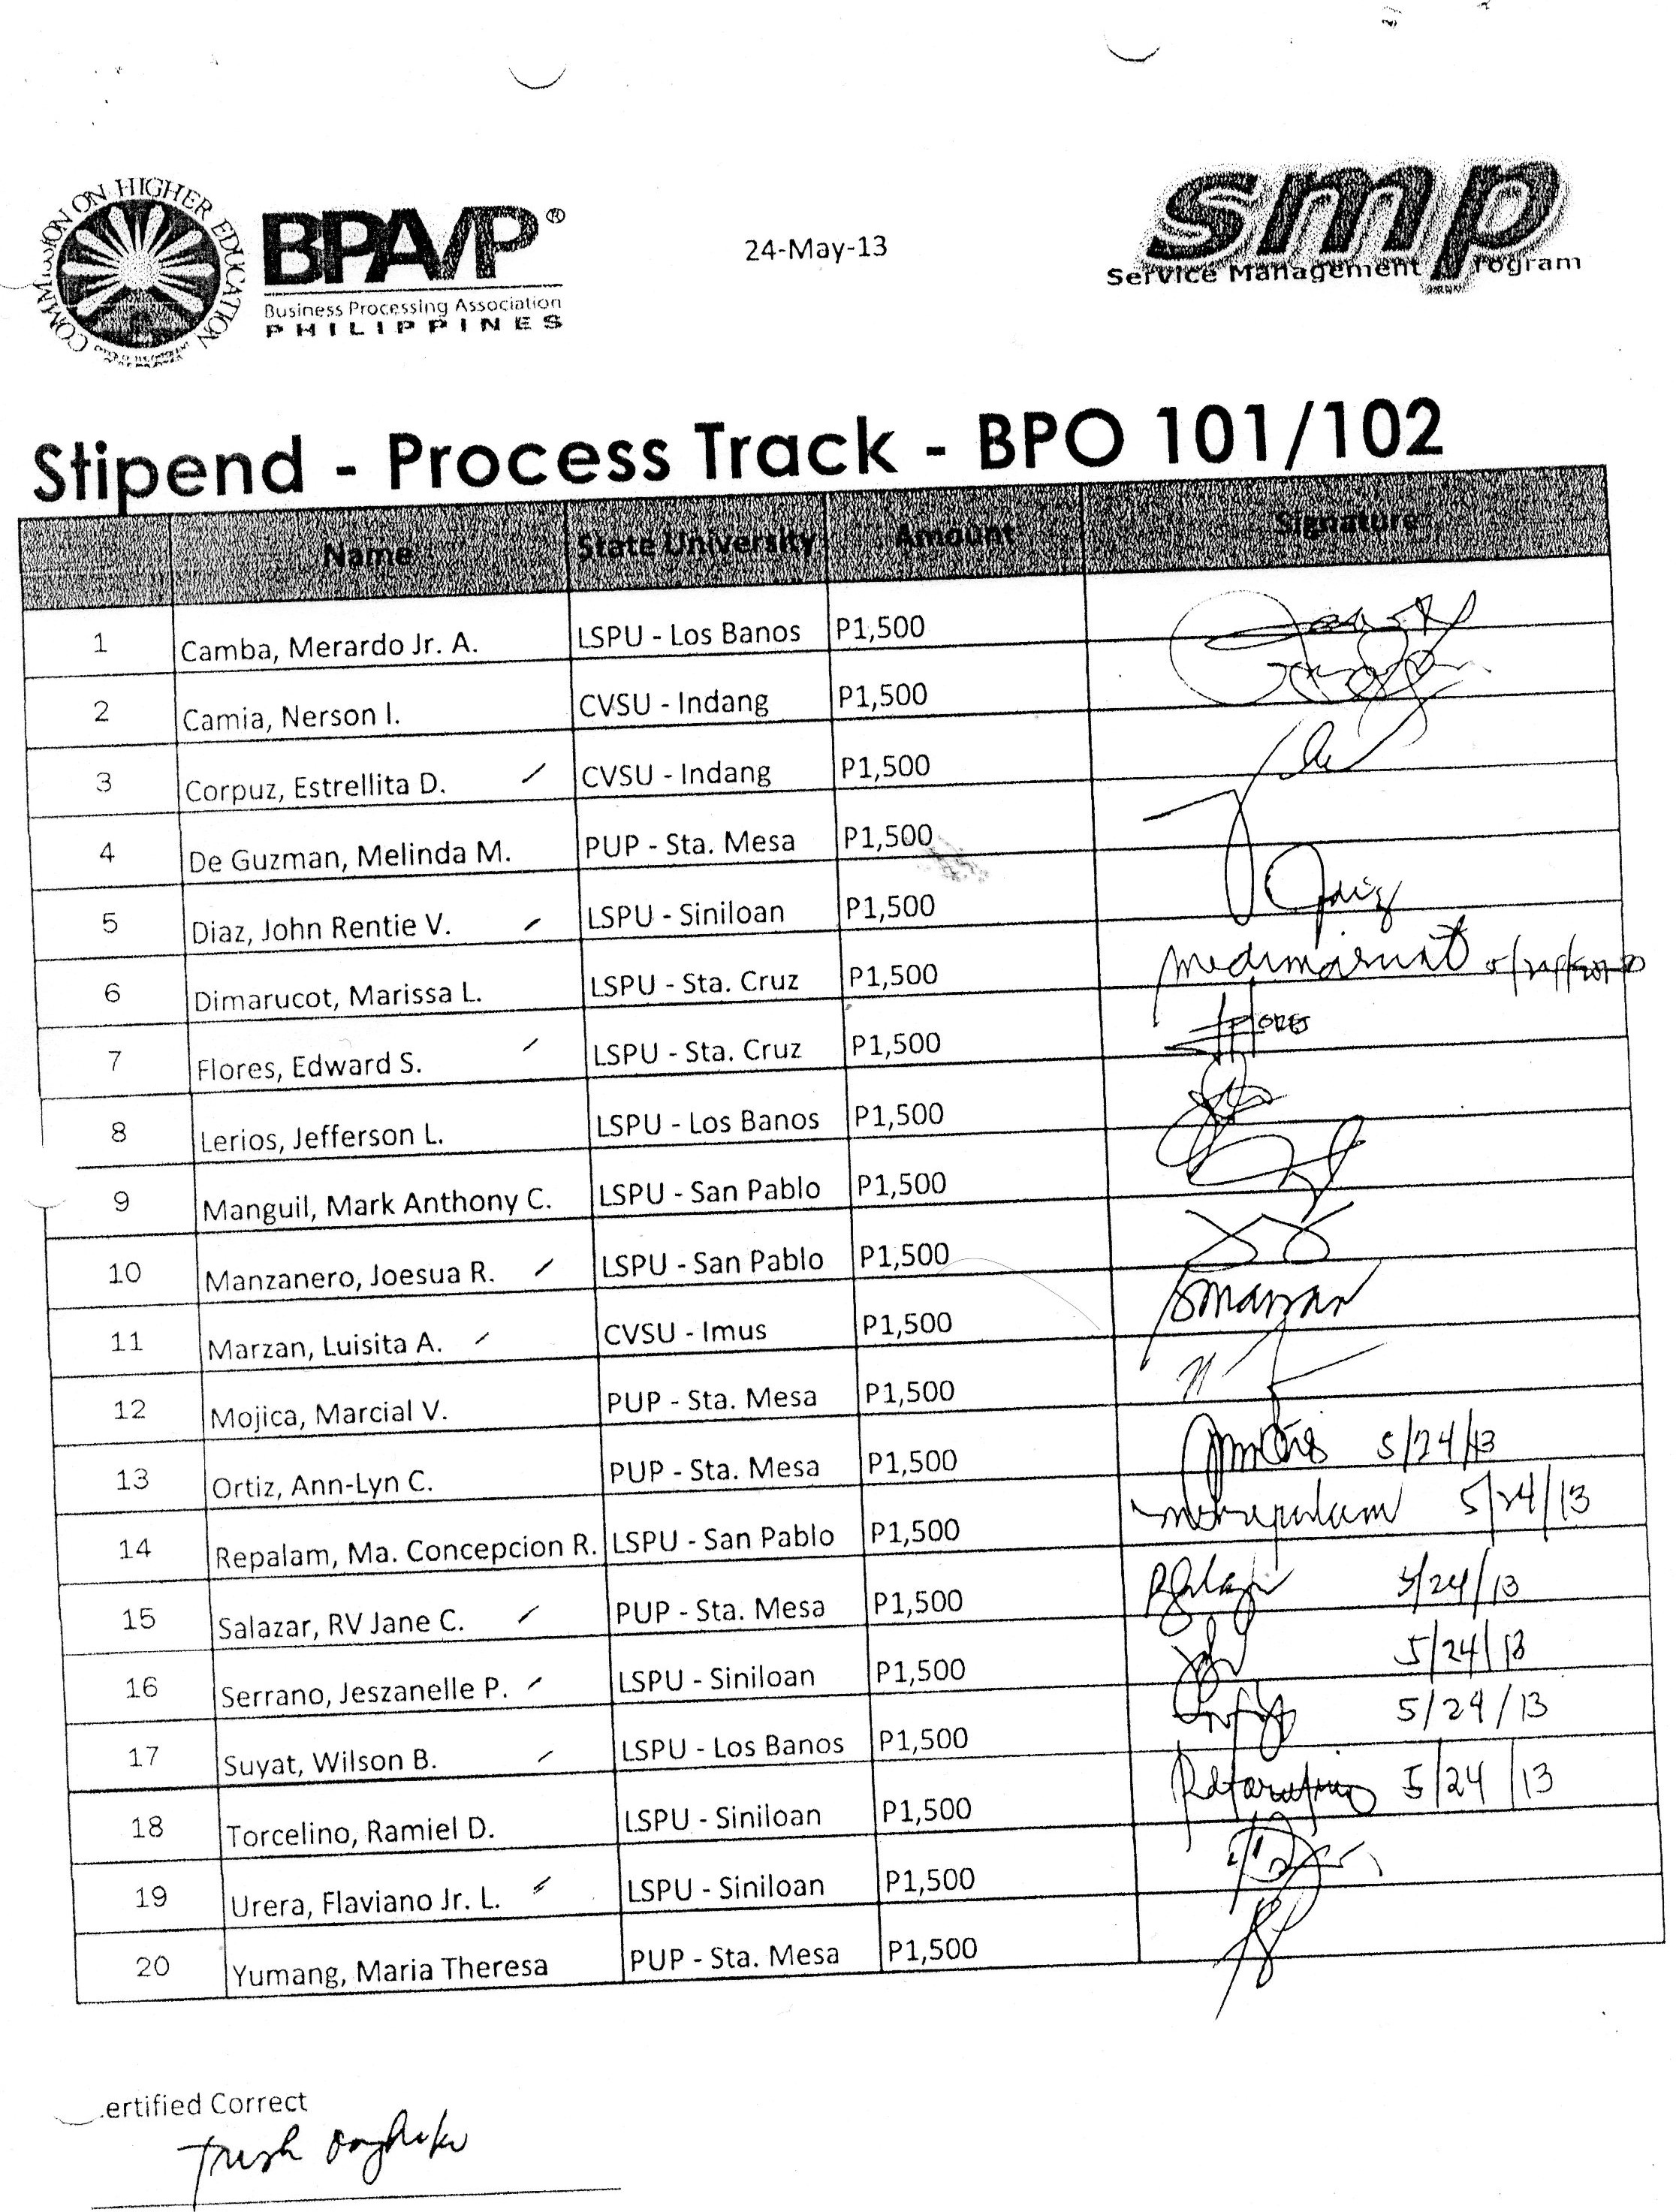 COMMISSION ON HIGHER EDUCATION
BPA/P®
Business Processing Association
PHILIPPINES
24-May-13
smp
Service Management Program
Stipend - Process Track - BPO 101/102
Name State University Amount Signature
1 Camba, Merardo Jr. A. LSPU - Los Banos P1,500
2 Camia, Nerson I. CVSU - Indang P1,500
3 Corpuz, Estrellita D. CVSU - Indang P1,500
4 De Guzman, Melinda M. PUP - Sta. Mesa P1,500
5 Diaz, John Rentie V. LSPU - Siniloan P1,500
6 Dimarucot, Marissa L. LSPU - Sta. Cruz P1,500
7 Flores, Edward S. LSPU - Sta. Cruz P1,500
8 Lerios, Jefferson L. LSPU - Los Banos P1,500
9 Manguil, Mark Anthony C. LSPU - San Pablo P1,500
10 Manzanero, Joesua R. LSPU - San Pablo P1,500
11 Marzan, Luisita A. CVSU - Imus P1,500
12 Mojica, Marcial V. PUP - Sta. Mesa P1,500
13 Ortiz, Ann-Lyn C. PUP - Sta. Mesa P1,500 5/24/13
14 Repalam, Ma. Concepcion R. LSPU - San Pablo P1,500 5/24/13
15 Salazar, RV Jane C. PUP - Sta. Mesa P1,500 5/24/13
16 Serrano, Jeszanelle P. LSPU - Siniloan P1,500 5/24/13
17 Suyat, Wilson B. LSPU - Los Banos P1,500 5/24/13
18 Torcelino, Ramiel D. LSPU - Siniloan P1,500 5/24/13
19 Urera, Flaviano Jr. L. LSPU - Siniloan P1,500
20 Yumang, Maria Theresa PUP - Sta. Mesa P1,500
ertified Correct
Trish